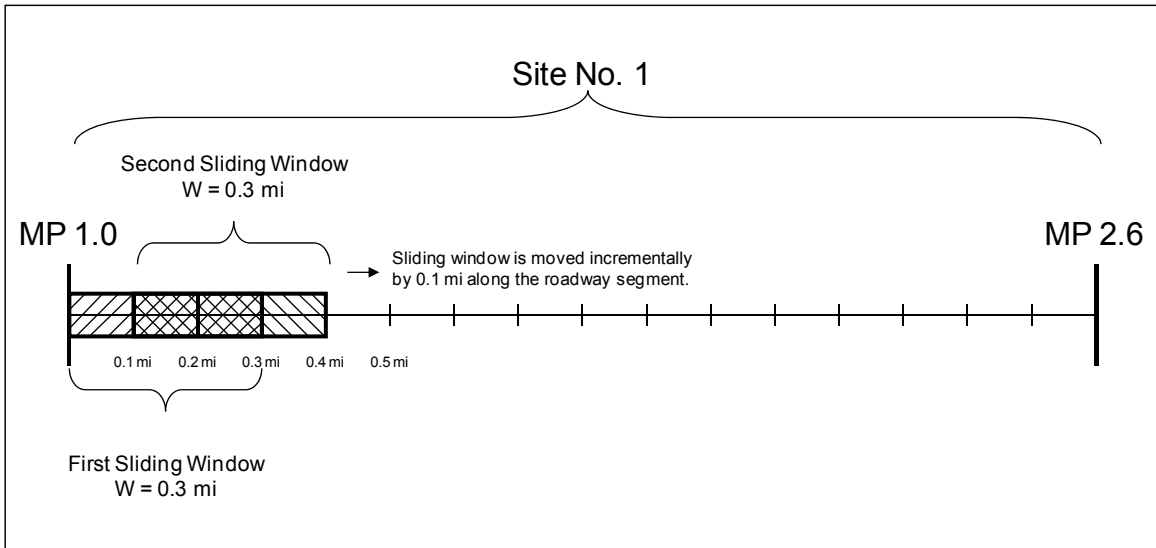 Site No. 1
Second Sliding Window
W = 0.3 mi
MP 1.0
MP 2.6
Sliding window is moved incrementally
by 0.1 mi along the roadway segment.
0.1 mi 0.2 mi 0.3 mi 0.4 mi 0.5 mi
First Sliding Window
W = 0.3 mi